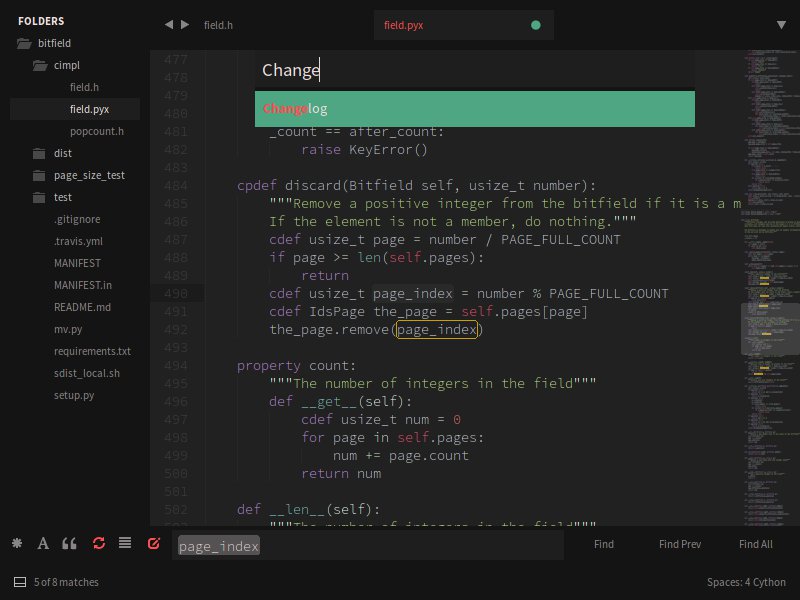 FOLDERS
bitfield
cimpl
field.h
field.pyx
popcount.h
dist
page_size_test
test
.gitignore
.travis.yml
MANIFEST
MANIFEST.in
README.md
mv.py
requirements.txt
sdist_local.sh
setup.py
field.h
field.pyx
Change
Changelog
477
478
479
480
481 _count == after_count:
482 raise KeyError()
483
484 cpdef discard(Bitfield self, usize_t number):
485 """Remove a positive integer from the bitfield if it is a m
486 If the element is not a member, do nothing."""
487 cdef usize_t page = number / PAGE_FULL_COUNT
488 if page >= len(self.pages):
489 return
490 cdef usize_t page_index = number % PAGE_FULL_COUNT
491 cdef IdsPage the_page = self.pages[page]
492 the_page.remove(page_index)
493
494 property count:
495 """The number of integers in the field"""
496 def __get__(self):
497 cdef usize_t num = 0
498 for page in self.pages:
499 num += page.count
500 return num
501
502 def __len__(self):
503 """The number of integers in the field"""
page_index
Find
Find Prev
Find All
5 of 8 matches
Spaces: 4 Cython